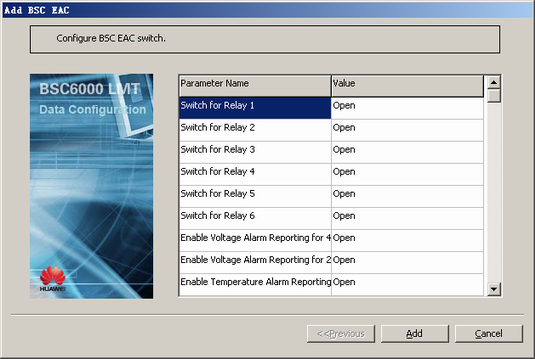 Add BSC EAC
Configure BSC EAC switch.
BSC6000 LMT
Data Configuration
HUAWEI
Parameter Name Value
Switch for Relay 1 Open
Switch for Relay 2 Open
Switch for Relay 3 Open
Switch for Relay 4 Open
Switch for Relay 5 Open
Switch for Relay 6 Open
Enable Voltage Alarm Reporting for 4 Open
Enable Voltage Alarm Reporting for 2 Open
Enable Temperature Alarm Reporting Open
<<Previous Add Cancel